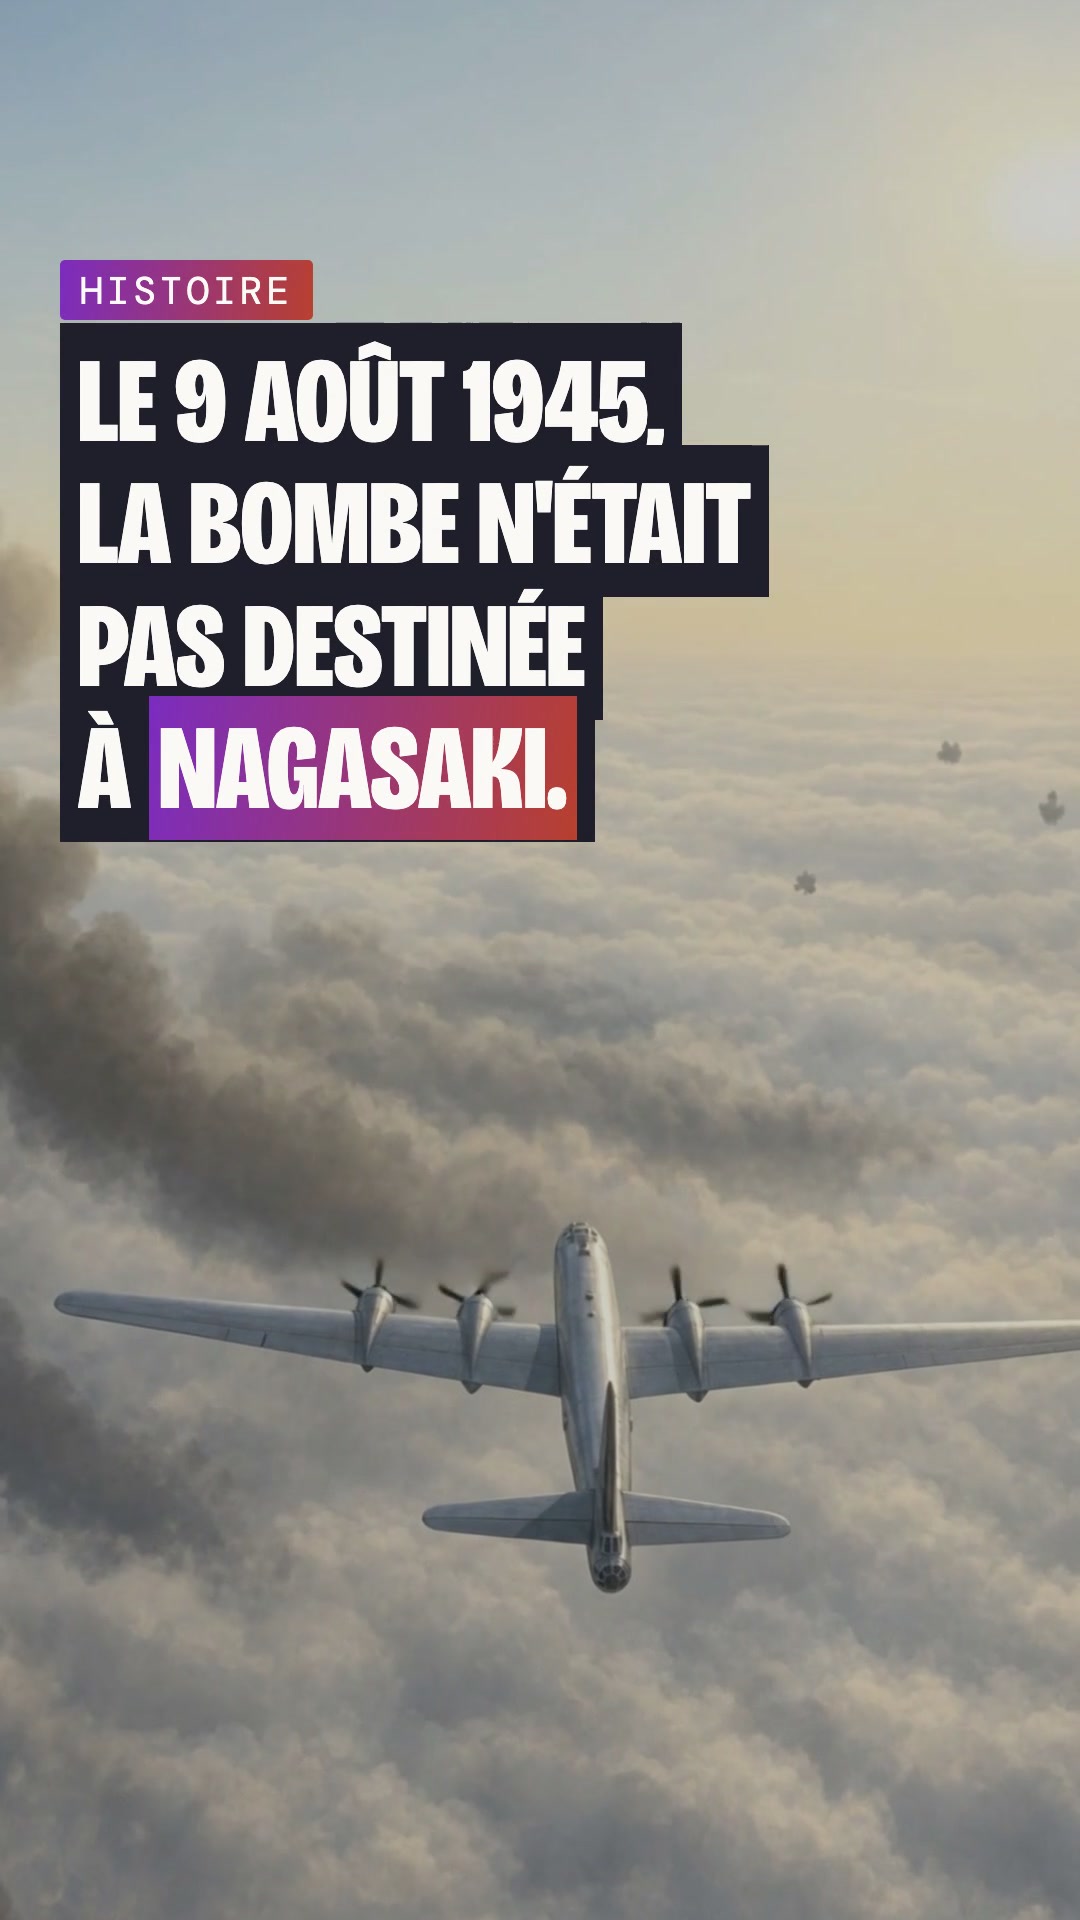 HISTOIRE
LE 9 AOÛT 1945,
LA BOMBE N'ÉTAIT
PAS DESTINÉE
À NAGASAKI.